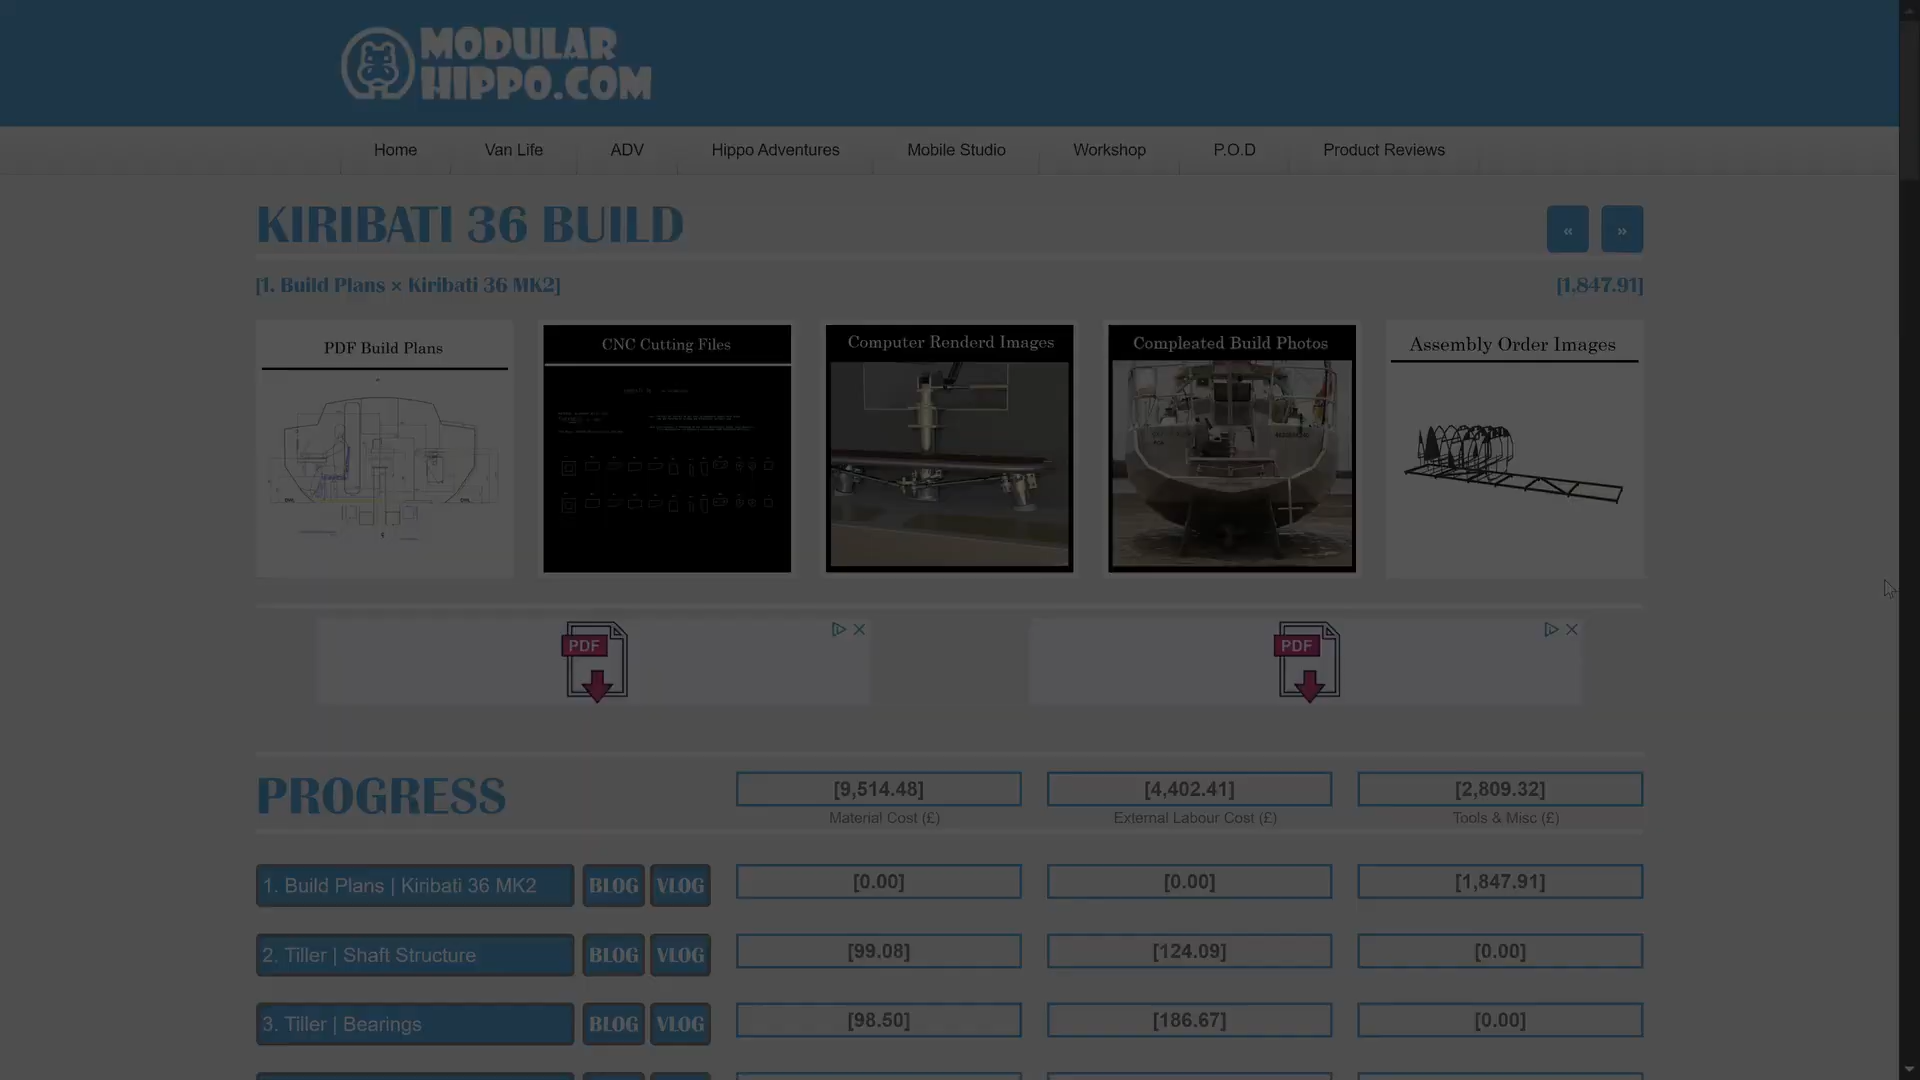 MODULAR
HIPPO.COM
Home Van Life ADV Hippo Adventures Mobile Studio Workshop P.O.D Product Reviews
KIRIBATI 36 BUILD « »
[1. Build Plans × Kiribati 36 MK2] [1.847.91]
PDF Build Plans
CNC Cutting Files
Computer Renderd Images
Compleated Build Photos
Assembly Order Images
PDF
PDF
PROGRESS [9,514.48] [4,402.41] [2,809.32]
Material Cost (£) External Labour Cost (£) Tools & Misc (£)
1. Build Plans | Kiribati 36 MK2 BLOG VLOG [0.00] [0.00] [1,847.91]
2. Tiller | Shaft Structure BLOG VLOG [99.08] [124.09] [0.00]
3. Tiller | Bearings BLOG VLOG [98.50] [186.67] [0.00]